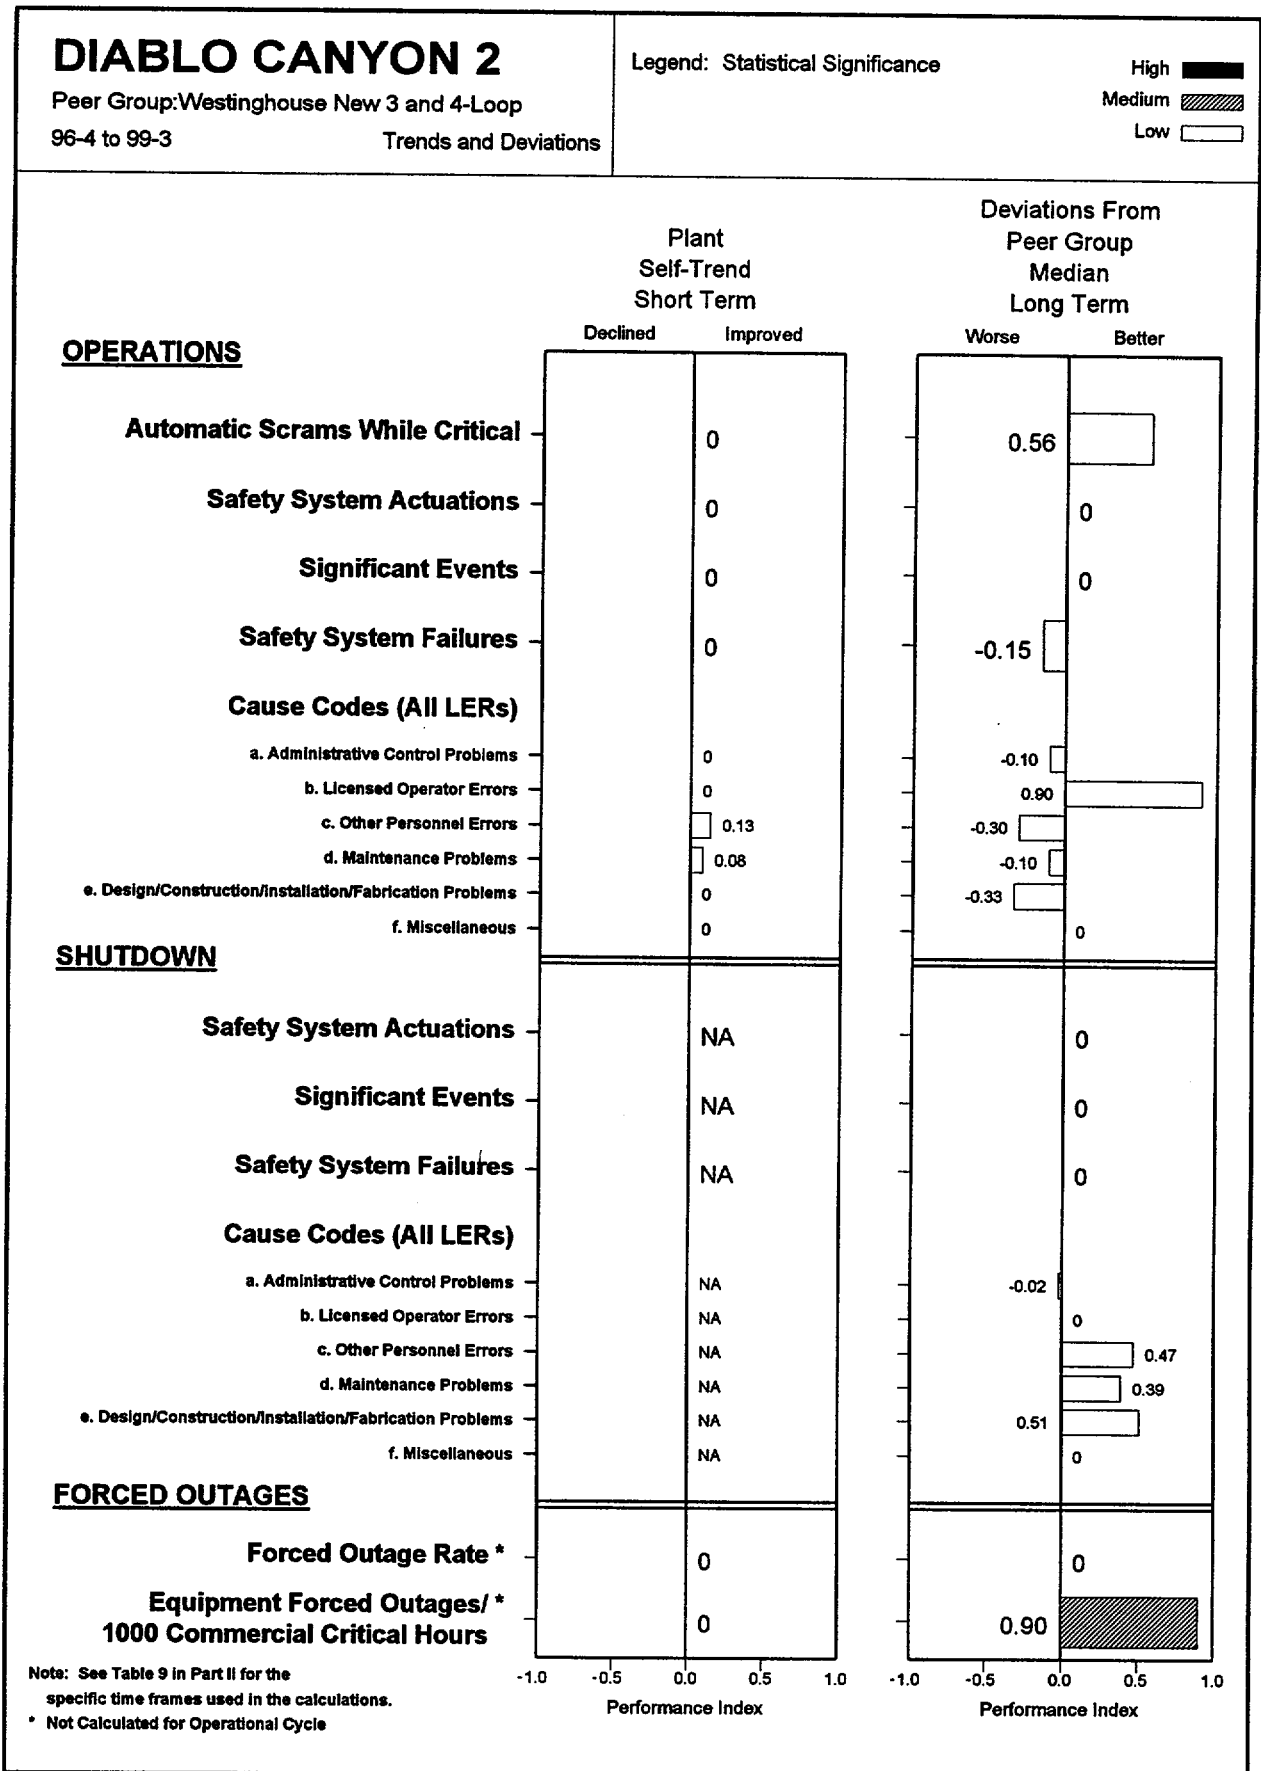 DIABLO CANYON 2
Peer Group:Westinghouse New 3 and 4-Loop
96-4 to 99-3 Trends and Deviations
Legend: Statistical Significance
High
Medium
Low
Plant
Self-Trend
Short Term
Deviations From
Peer Group
Median
Long Term
Declined Improved
Worse Better
OPERATIONS
Automatic Scrams While Critical 0 0.56
Safety System Actuations 0 0
Significant Events 0 0
Safety System Failures 0 -0.15
Cause Codes (All LERs)
a. Administrative Control Problems 0 -0.10
b. Licensed Operator Errors 0 0.90
c. Other Personnel Errors 0.13 -0.30
d. Maintenance Problems 0.08 -0.10
e. Design/Construction/Installation/Fabrication Problems 0 -0.33
f. Miscellaneous 0 0
SHUTDOWN
Safety System Actuations NA 0
Significant Events NA 0
Safety System Failures NA 0
Cause Codes (All LERs)
a. Administrative Control Problems NA -0.02
b. Licensed Operator Errors NA 0
c. Other Personnel Errors NA 0.47
d. Maintenance Problems NA 0.39
e. Design/Construction/Installation/Fabrication Problems NA 0.51
f. Miscellaneous NA 0
FORCED OUTAGES
Forced Outage Rate * 0 0
Equipment Forced Outages/ *
1000 Commercial Critical Hours 0 0.90
-1.0 -0.5 0.0 0.5 1.0
Performance Index
-1.0 -0.5 0.0 0.5 1.0
Performance Index
Note: See Table 9 in Part II for the
specific time frames used in the calculations.
* Not Calculated for Operational Cycle